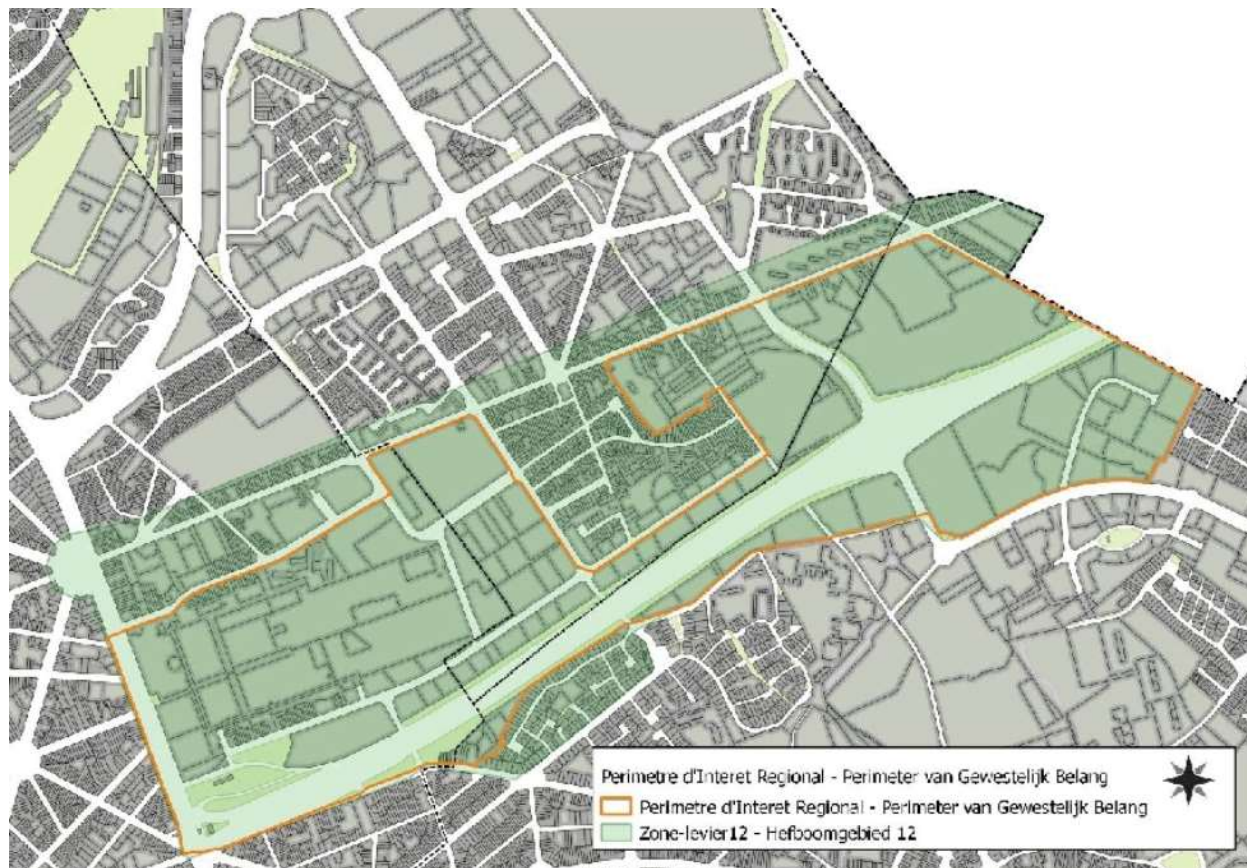 Perimetre d'Interet Regional - Perimeter van Gewestelijk Belang
Perimetre d'Interet Regional - Perimeter van Gewestelijk Belang
Zone-levier12 - Hefboomgebied 12